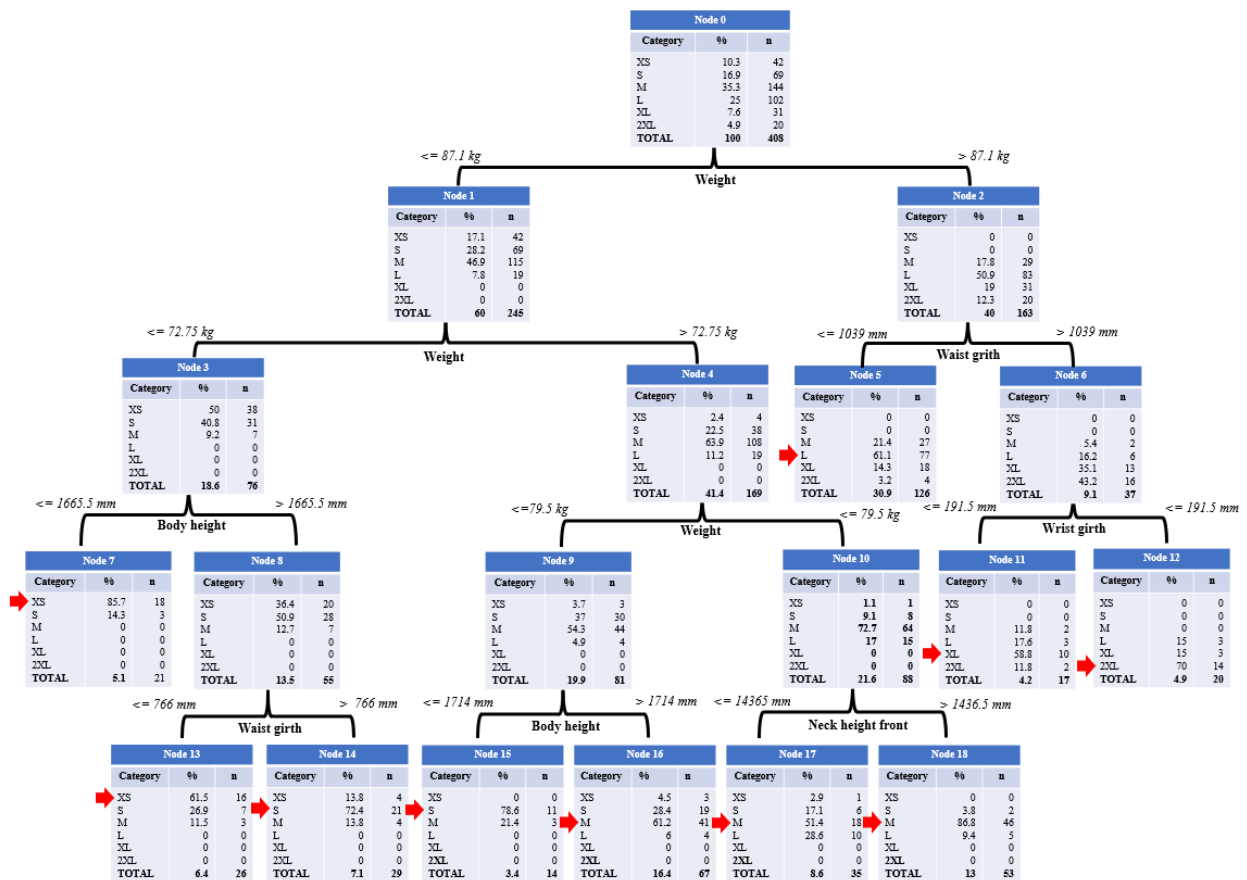 Node 0
Category % n
XS 10.3 42
S 16.9 69
M 35.3 144
L 25 102
XL 7.6 31
2XL 4.9 20
TOTAL 100 408
<= 87.1 kg
> 87.1 kg
Weight
Node 1
Category % n
XS 17.1 42
S 28.2 69
M 46.9 115
L 7.8 19
XL 0 0
2XL 0 0
TOTAL 60 245
Node 2
Category % n
XS 0 0
S 0 0
M 17.8 29
L 50.9 83
XL 19 31
2XL 12.3 20
TOTAL 40 163
<= 72.75 kg
> 72.75 kg
Weight
<= 1039 mm
> 1039 mm
Waist grith
Node 3
Category % n
XS 50 38
S 40.8 31
M 9.2 7
L 0 0
XL 0 0
2XL 0 0
TOTAL 18.6 76
Node 4
Category % n
XS 2.4 4
S 22.5 38
M 63.9 108
L 11.2 19
XL 0 0
2XL 0 0
TOTAL 41.4 169
Node 5
Category % n
XS 0 0
S 0 0
M 21.4 27
L 61.1 77
XL 14.3 18
2XL 3.2 4
TOTAL 30.9 126
Node 6
Category % n
XS 0 0
S 0 0
M 5.4 2
L 16.2 6
XL 35.1 13
2XL 43.2 16
TOTAL 9.1 37
<= 1665.5 mm
> 1665.5 mm
Body height
<=79.5 kg
<= 79.5 kg
Weight
<= 191.5 mm
<= 191.5 mm
Wrist girth
Node 7
Category % n
XS 85.7 18
S 14.3 3
M 0 0
L 0 0
XL 0 0
2XL 0 0
TOTAL 5.1 21
Node 8
Category % n
XS 36.4 20
S 50.9 28
M 12.7 7
L 0 0
XL 0 0
2XL 0 0
TOTAL 13.5 55
Node 9
Category % n
XS 3.7 3
S 37 30
M 54.3 44
L 4.9 4
XL 0 0
2XL 0 0
TOTAL 19.9 81
Node 10
Category % n
XS 1.1 1
S 9.1 8
M 72.7 64
L 17 15
XL 0 0
2XL 0 0
TOTAL 21.6 88
Node 11
Category % n
XS 0 0
S 0 0
M 11.8 2
L 17.6 3
XL 58.8 10
2XL 11.8 2
TOTAL 4.2 17
Node 12
Category % n
XS 0 0
S 0 0
M 0 0
L 15 3
XL 15 3
2XL 70 14
TOTAL 4.9 20
<= 766 mm
> 766 mm
Waist girth
<= 1714 mm
> 1714 mm
Body height
<= 14365 mm
> 1436.5 mm
Neck height front
Node 13
Category % n
XS 61.5 16
S 26.9 7
M 11.5 3
L 0 0
XL 0 0
2XL 0 0
TOTAL 6.4 26
Node 14
Category % n
XS 13.8 4
S 72.4 21
M 13.8 4
L 0 0
XL 0 0
2XL 0 0
TOTAL 7.1 29
Node 15
Category % n
XS 0 0
S 78.6 11
M 21.4 3
L 0 0
XL 0 0
2XL 0 0
TOTAL 3.4 14
Node 16
Category % n
XS 4.5 3
S 28.4 19
M 61.2 41
L 6 4
XL 0 0
2XL 0 0
TOTAL 16.4 67
Node 17
Category % n
XS 2.9 1
S 17.1 6
M 51.4 18
L 28.6 10
XL 0 0
2XL 0 0
TOTAL 8.6 35
Node 18
Category % n
XS 0 0
S 3.8 2
M 86.8 46
L 9.4 5
XL 0 0
2XL 0 0
TOTAL 13 53